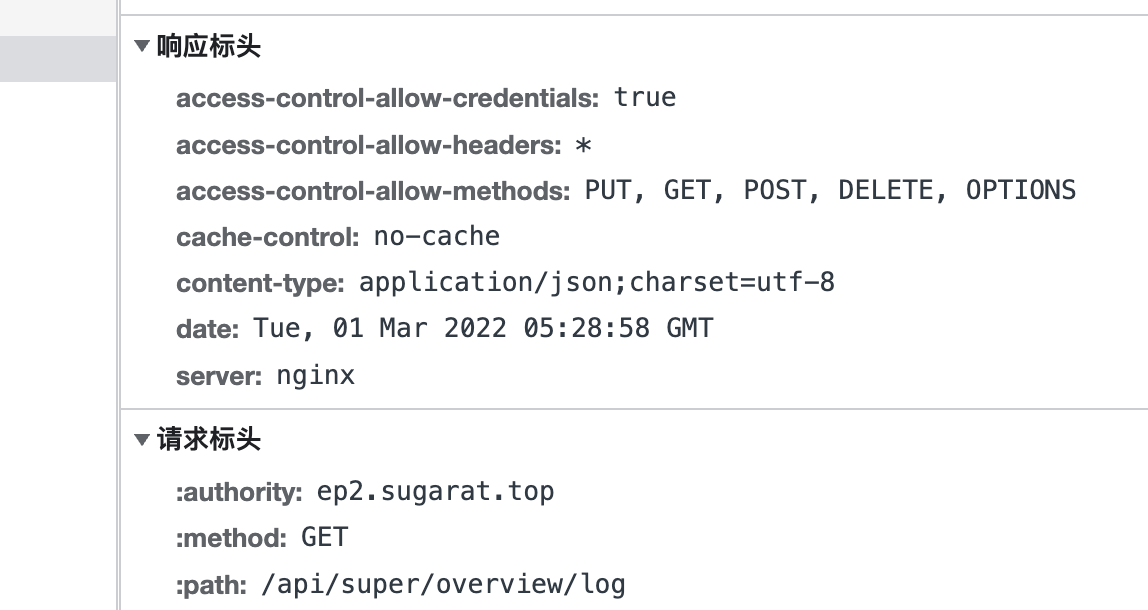 响应标头
access-control-allow-credentials: true
access-control-allow-headers: *
access-control-allow-methods: PUT, GET, POST, DELETE, OPTIONS
cache-control: no-cache
content-type: application/json;charset=utf-8
date: Tue, 01 Mar 2022 05:28:58 GMT
server: nginx
请求标头
:authority: ep2.sugarat.top
:method: GET
:path: /api/super/overview/log